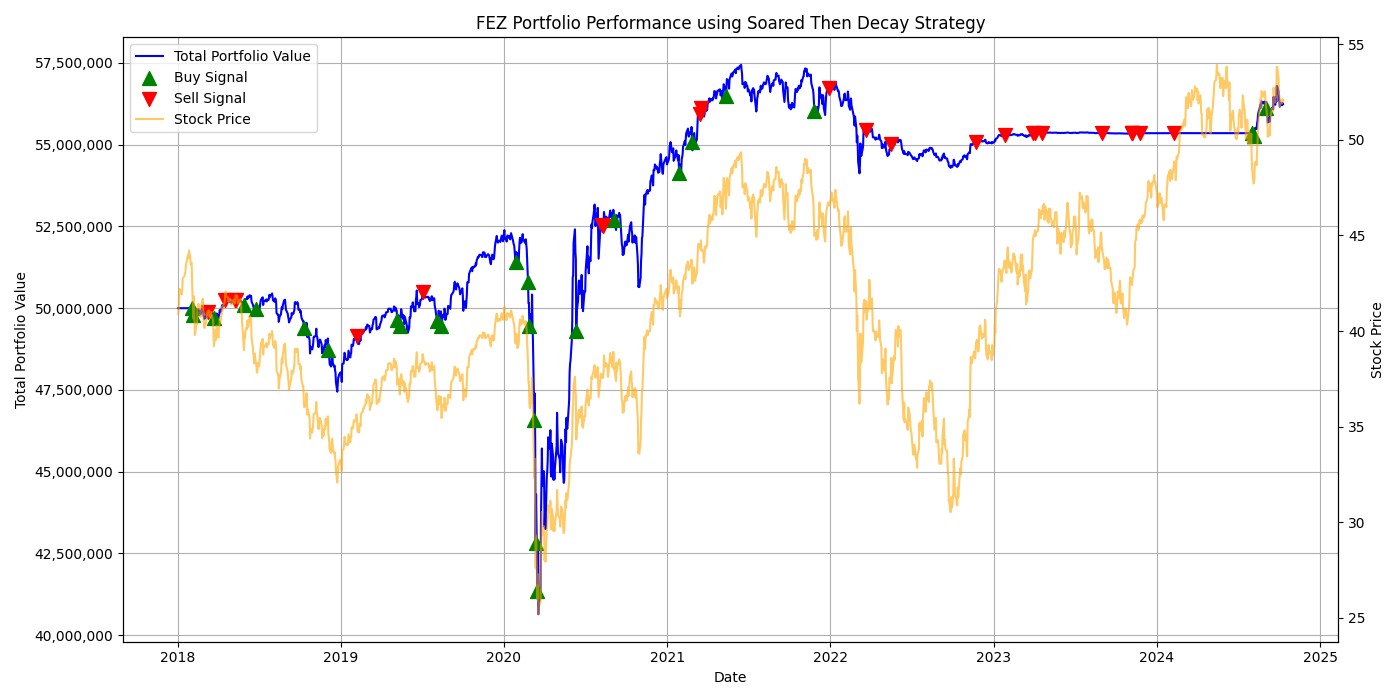 FEZ Portfolio Performance using Soared Then Decay Strategy
Total Portfolio Value
Buy Signal
Sell Signal
Stock Price
57,500,000
55,000,000
52,500,000
50,000,000
47,500,000
45,000,000
42,500,000
40,000,000
Total Portfolio Value
55
50
45
40
35
30
25
Stock Price
2018
2019
2020
2021
2022
2023
2024
2025
Date